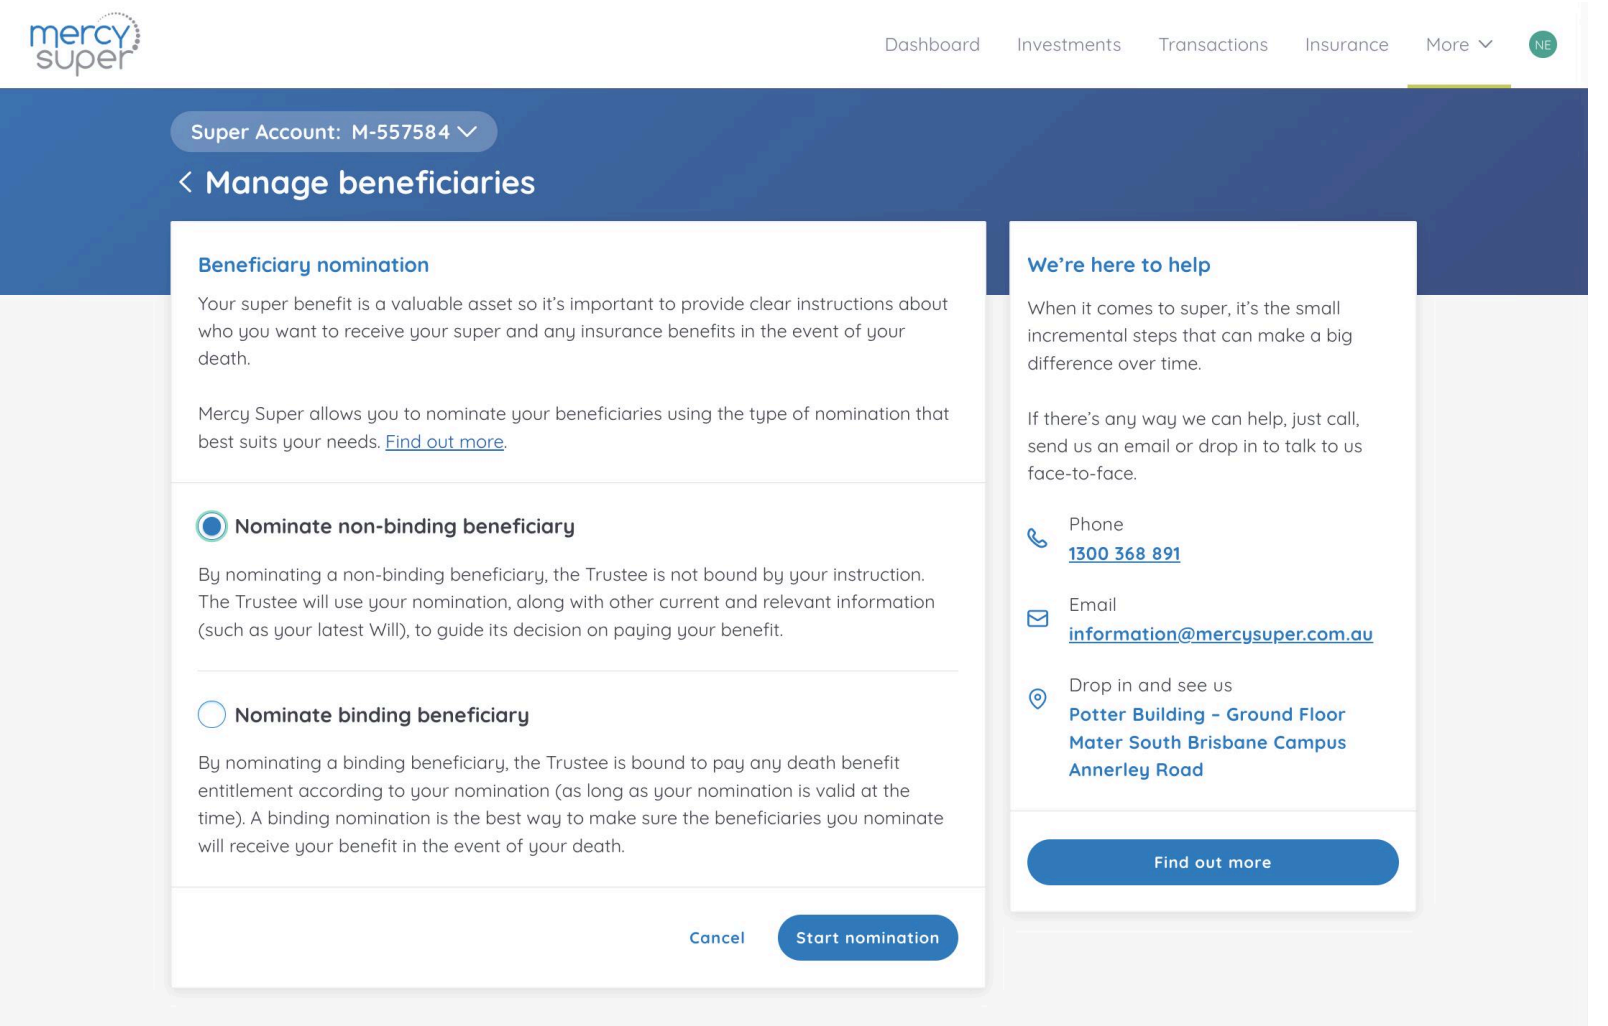 mercy
super
Dashboard
Investments
Transactions
Insurance
More
NE
Super Account: M-557584
Manage beneficiaries
Beneficiary nomination
Your super benefit is a valuable asset so it's important to provide clear instructions about
who you want to receive your super and any insurance benefits in the event of your
death.
Mercy Super allows you to nominate your beneficiaries using the type of nomination that
best suits your needs. Find out more.
Nominate non-binding beneficiary
By nominating a non-binding beneficiary, the Trustee is not bound by your instruction.
The Trustee will use your nomination, along with other current and relevant information
(such as your latest Will), to guide its decision on paying your benefit.
Nominate binding beneficiary
By nominating a binding beneficiary, the Trustee is bound to pay any death benefit
entitlement according to your nomination (as long as your nomination is valid at the
time). A binding nomination is the best way to make sure the beneficiaries you nominate
will receive your benefit in the event of your death.
Cancel
Start nomination
We're here to help
When it comes to super, it's the small
incremental steps that can make a big
difference over time.
If there's any way we can help, just call,
send us an email or drop in to talk to us
face-to-face.
Phone
1300 368 891
Email
information@mercysuper.com.au
Drop in and see us
Potter Building – Ground Floor
Mater South Brisbane Campus
Annerley Road
Find out more